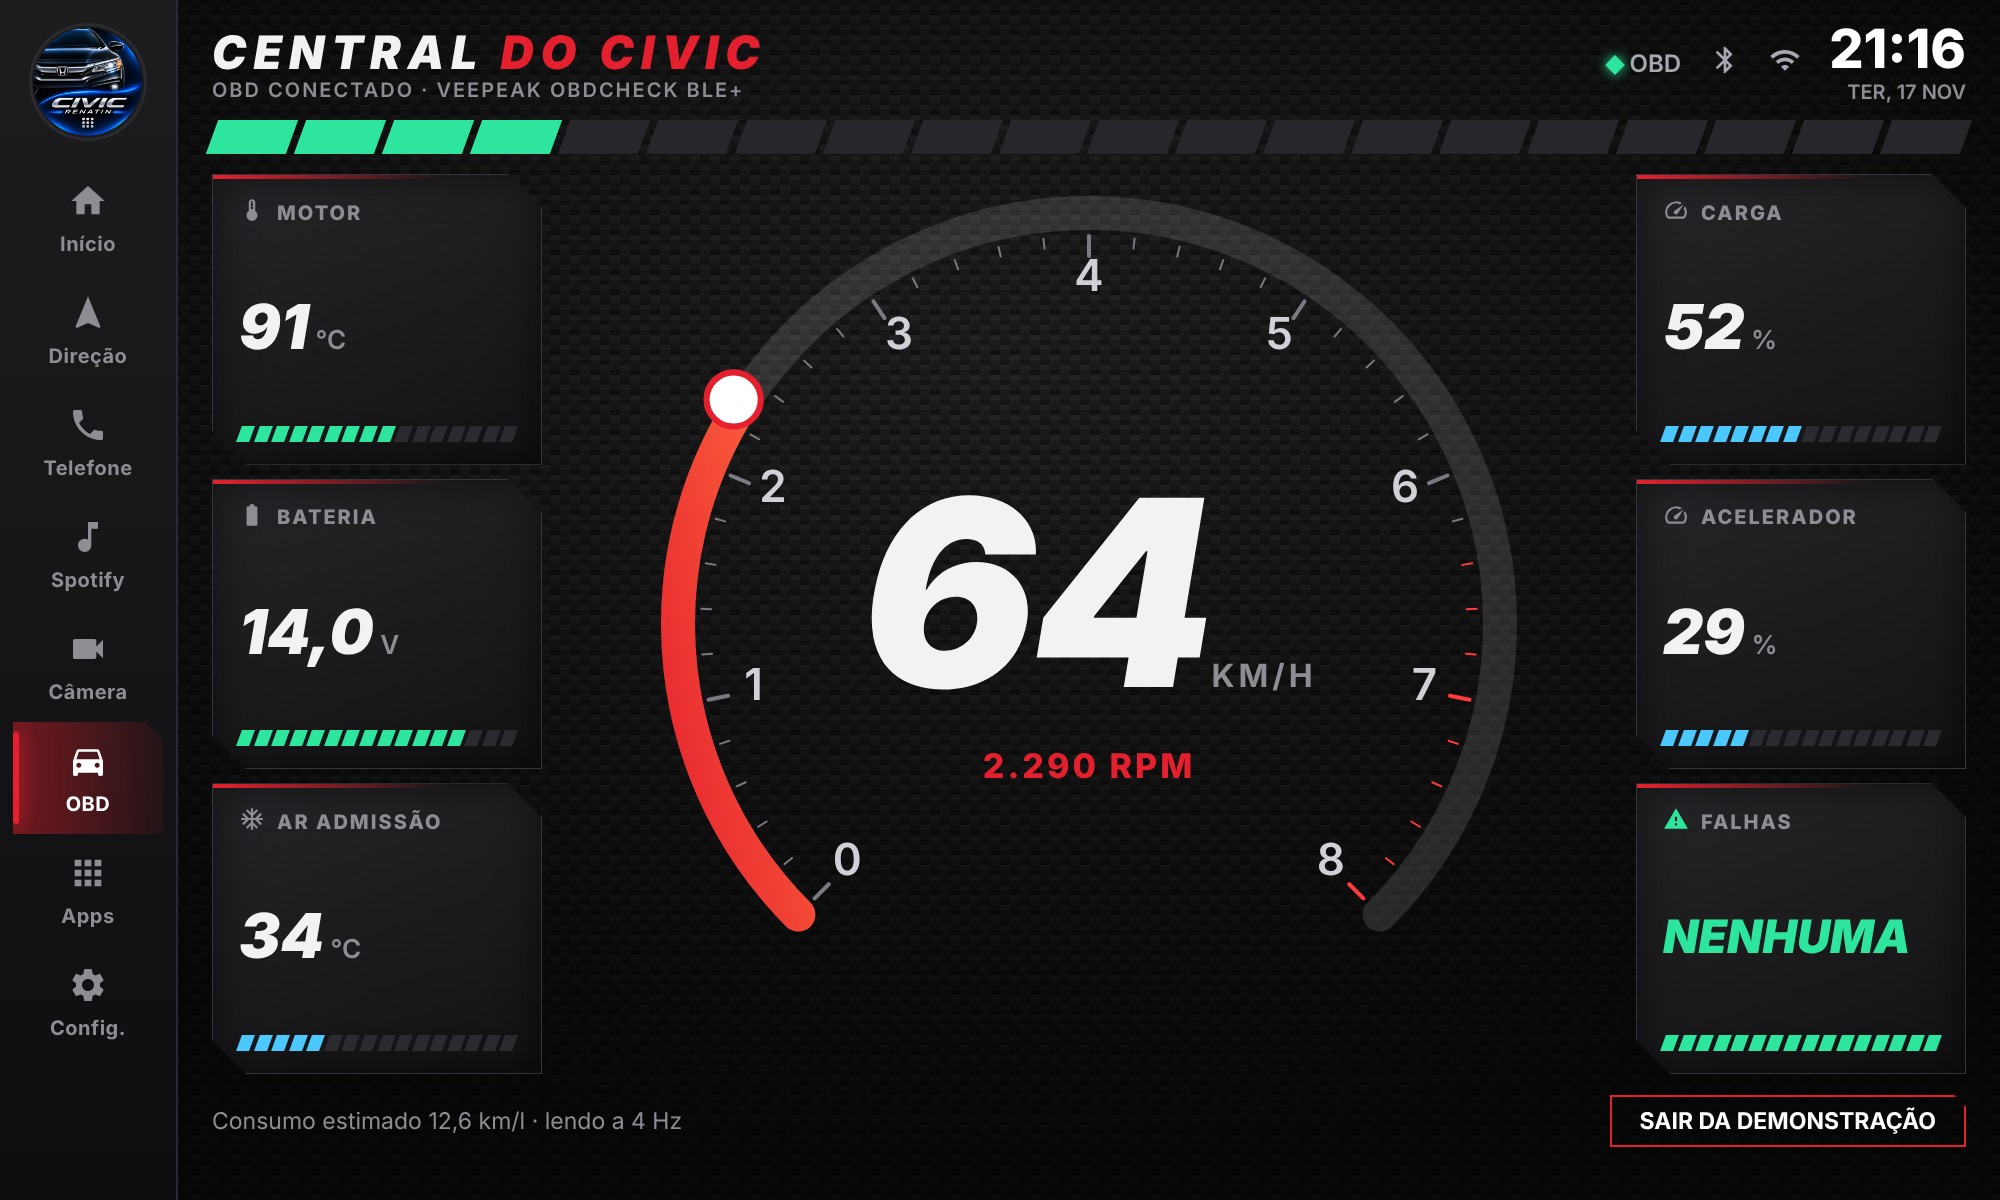 CIVIC
RENATIN
CENTRAL DO CIVIC
OBD CONECTADO · VEEPEAK OBDCHECK BLE+
OBD
21:16
TER, 17 NOV
Início
Direção
Telefone
Spotify
Câmera
OBD
Apps
Config.
MOTOR
91 °C
BATERIA
14,0 V
AR ADMISSÃO
34 °C
0
1
2
3
4
5
6
7
8
64 KM/H
2.290 RPM
CARGA
52 %
ACELERADOR
29 %
FALHAS
NENHUMA
Consumo estimado 12,6 km/l · lendo a 4 Hz
SAIR DA DEMONSTRAÇÃO